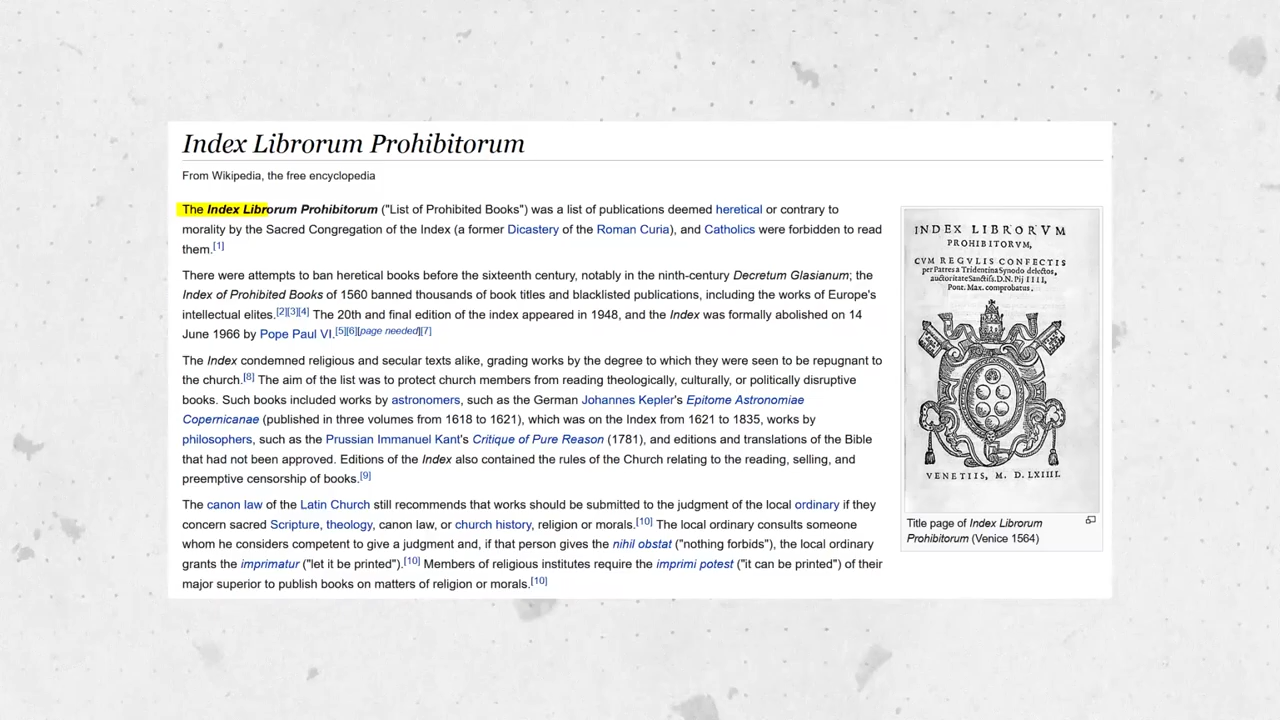 Index Librorum Prohibitorum
From Wikipedia, the free encyclopedia
The Index Librorum Prohibitorum ("List of Prohibited Books") was a list of publications deemed heretical or contrary to
morality by the Sacred Congregation of the Index (a former Dicastery of the Roman Curia), and Catholics were forbidden to read
them.[1]
There were attempts to ban heretical books before the sixteenth century, notably in the ninth-century Decretum Glasianum; the
Index of Prohibited Books of 1560 banned thousands of book titles and blacklisted publications, including the works of Europe's
intellectual elites.[2][3][4] The 20th and final edition of the index appeared in 1948, and the Index was formally abolished on 14
June 1966 by Pope Paul VI.[5][6][page needed][7]
The Index condemned religious and secular texts alike, grading works by the degree to which they were seen to be repugnant to
the church.[8] The aim of the list was to protect church members from reading theologically, culturally, or politically disruptive
books. Such books included works by astronomers, such as the German Johannes Kepler's Epitome Astronomiae
Copernicanae (published in three volumes from 1618 to 1621), which was on the Index from 1621 to 1835, works by
philosophers, such as the Prussian Immanuel Kant's Critique of Pure Reason (1781), and editions and translations of the Bible
that had not been approved. Editions of the Index also contained the rules of the Church relating to the reading, selling, and
preemptive censorship of books.[9]
The canon law of the Latin Church still recommends that works should be submitted to the judgment of the local ordinary if they
concern sacred Scripture, theology, canon law, or church history, religion or morals.[10] The local ordinary consults someone
whom he considers competent to give a judgment and, if that person gives the nihil obstat ("nothing forbids"), the local ordinary
grants the imprimatur ("let it be printed").[10] Members of religious institutes require the imprimi potest ("it can be printed") of their
major superior to publish books on matters of religion or morals.[10]
INDEX LIBRORVM
PROHIBITORVM,
CVM REGVLIS CONFECTIS
per Patres a Tridentina Synodo delectos,
auctoritate Sanctiss. D.N. Pij IIII,
Pont. Max. comprobatus.
VENETIIS, M. D. LXIIII.
Title page of Index Librorum
Prohibitorum (Venice 1564)